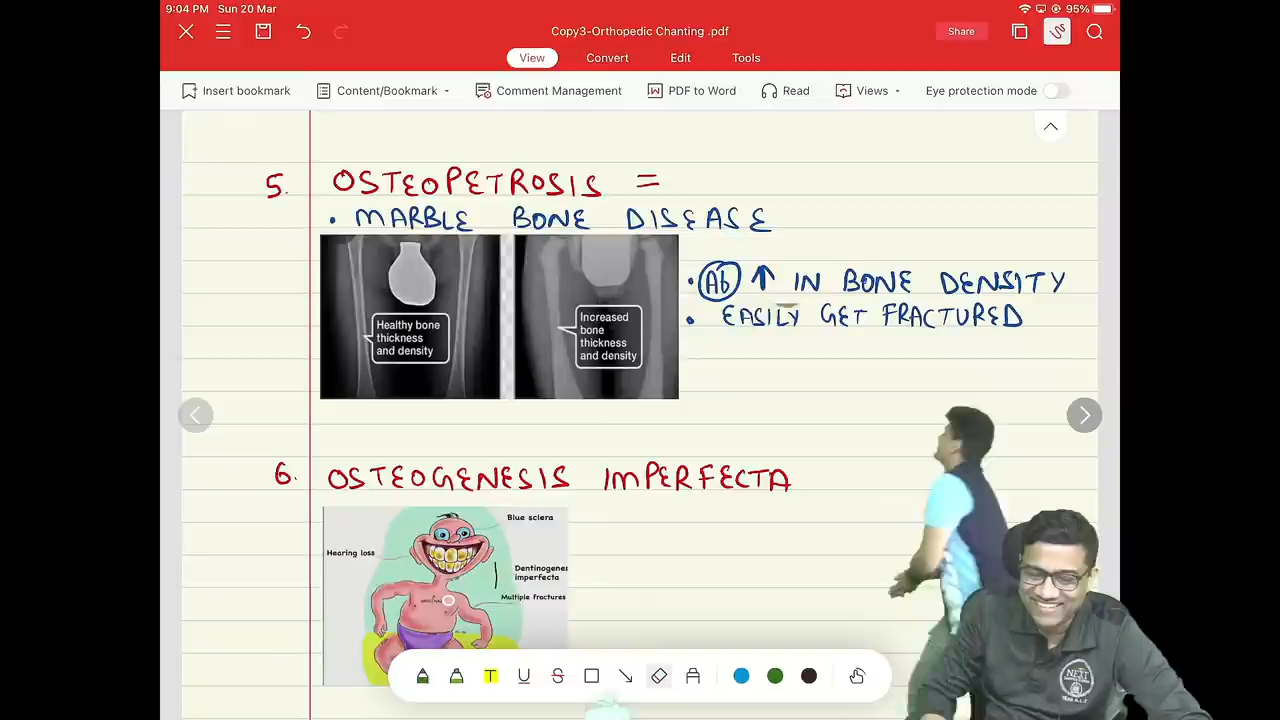 9:04 PM Sun 20 Mar 95%
Copy3-Orthopedic Chanting .pdf
Share
View Convert Edit Tools
Insert bookmark Content/Bookmark Comment Management PDF to Word Read Views Eye protection mode
5. OSTEOPETROSIS =
• MARBLE BONE DISEASE
Healthy bone
thickness
and density
Increased
bone
thickness
and density
• Ab ↑ IN BONE DENSITY
• EASILY GET FRACTURED
6. OSTEOGENESIS IMPERFECTA
Blue sclera
Hearing loss
Dentinogenes
imperfecta
Multiple fractures
T U S
NEXT